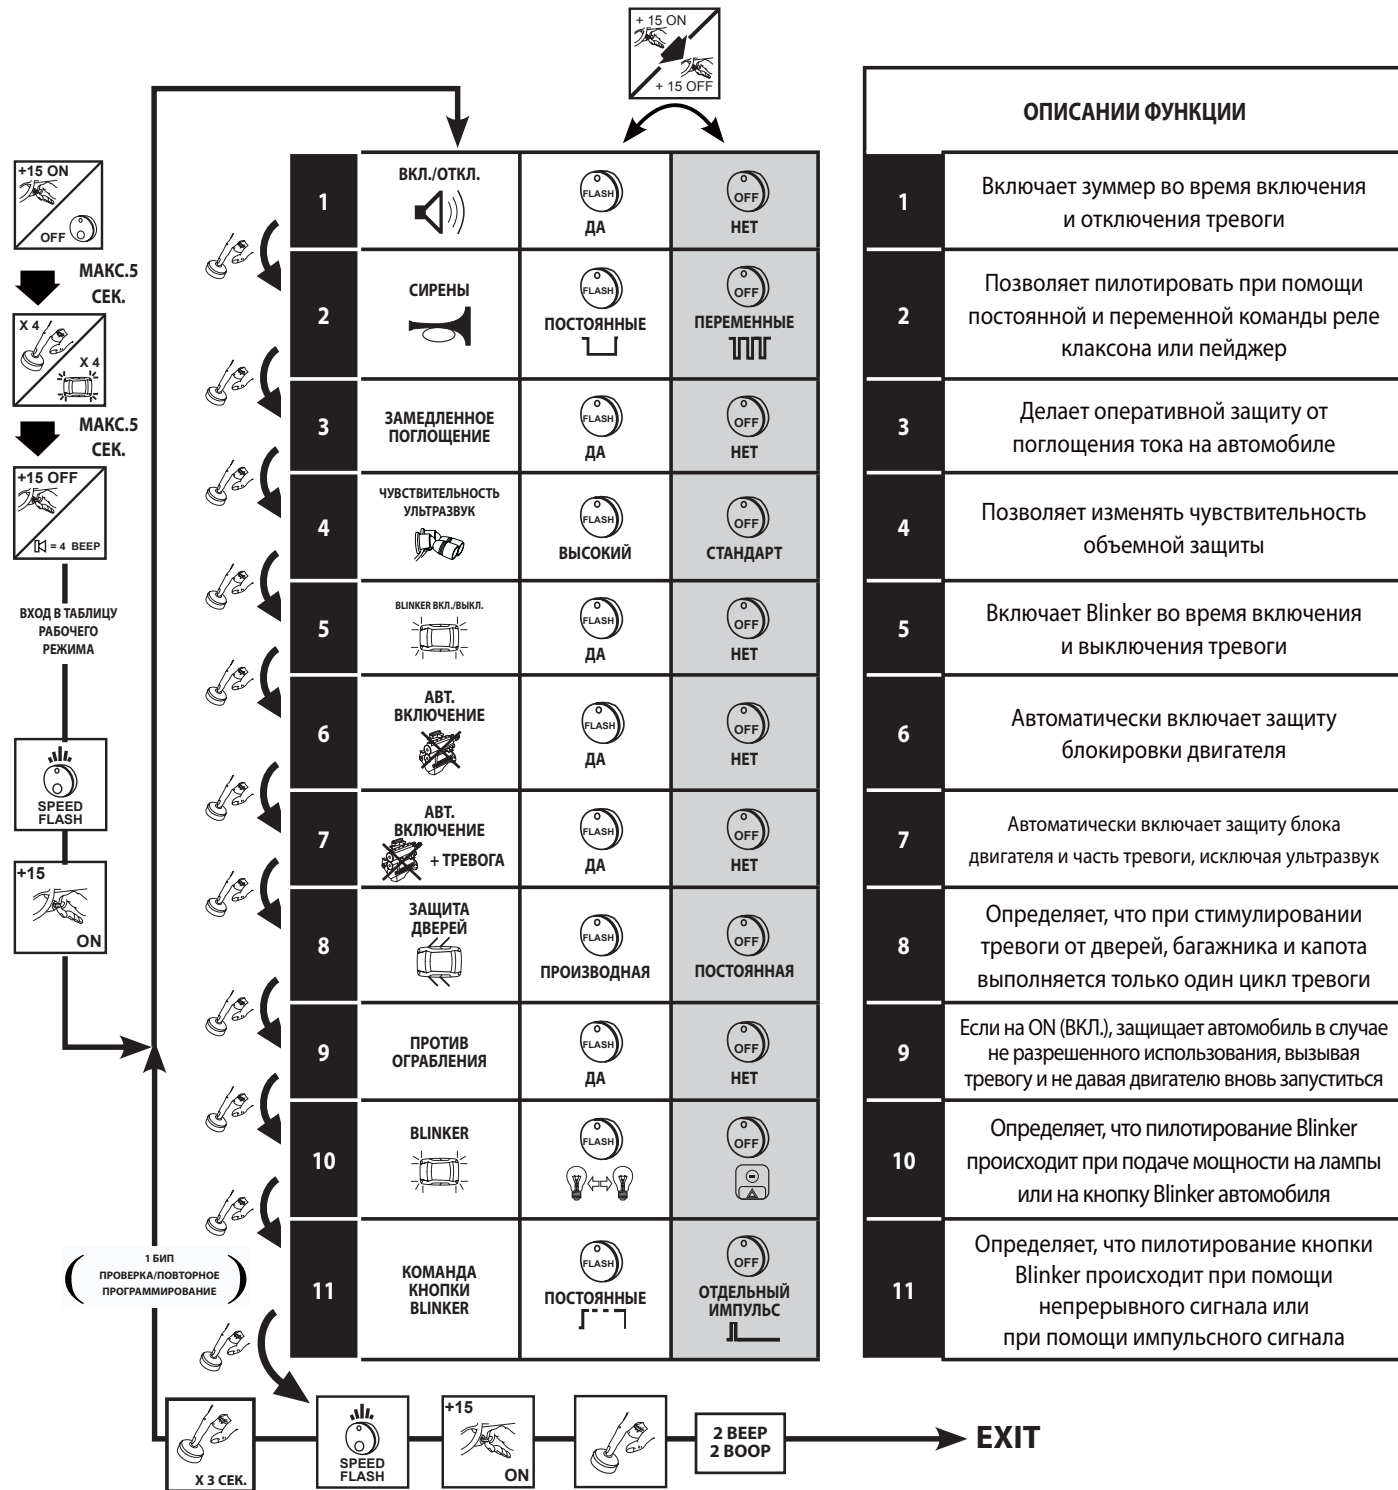 + 15 ON
+ 15 OFF
+15 ON
OFF
МАКС.5
СЕК.
X 4
X 4
МАКС.5
СЕК.
+15 OFF
= 4 BEEP
ВХОД В ТАБЛИЦУ
РАБОЧЕГО
РЕЖИМА
SPEED
FLASH
+15
ON
1
ВКЛ./ОТКЛ.
FLASH
ДА
OFF
НЕТ
2
СИРЕНЫ
FLASH
ПОСТОЯННЫЕ
OFF
ПЕРЕМЕННЫЕ
3
ЗАМЕДЛЕННОЕ
ПОГЛОЩЕНИЕ
FLASH
ДА
OFF
НЕТ
4
ЧУВСТВИТЕЛЬНОСТЬ
УЛЬТРАЗВУК
FLASH
ВЫСОКИЙ
OFF
СТАНДАРТ
5
BLINKER ВКЛ./ВЫКЛ.
FLASH
ДА
OFF
НЕТ
6
АВТ.
ВКЛЮЧЕНИЕ
FLASH
ДА
OFF
НЕТ
7
АВТ.
ВКЛЮЧЕНИЕ
+ ТРЕВОГА
FLASH
ДА
OFF
НЕТ
8
ЗАЩИТА
ДВЕРЕЙ
FLASH
ПРОИЗВОДНАЯ
OFF
ПОСТОЯННАЯ
9
ПРОТИВ
ОГРАБЛЕНИЯ
FLASH
ДА
OFF
НЕТ
10
BLINKER
FLASH
OFF
11
КОМАНДА
КНОПКИ
BLINKER
FLASH
ПОСТОЯННЫЕ
OFF
ОТДЕЛЬНЫЙ
ИМПУЛЬС
1 БИП
ПРОВЕРКА/ПОВТОРНОЕ
ПРОГРАММИРОВАНИЕ
X 3 СЕК.
SPEED
FLASH
+15
ON
2 BEEP
2 BOOP
EXIT
ОПИСАНИИ ФУНКЦИИ
1
Включает зуммер во время включения
и отключения тревоги
2
Позволяет пилотировать при помощи
постоянной и переменной команды реле
клаксона или пейджер
3
Делает оперативной защиту от
поглощения тока на автомобиле
4
Позволяет изменять чувствительность
объемной защиты
5
Включает Blinker во время включения
и выключения тревоги
6
Автоматически включает защиту
блокировки двигателя
7
Автоматически включает защиту блока
двигателя и часть тревоги, исключая ультразвук
8
Определяет, что при стимулировании
тревоги от дверей, багажника и капота
выполняется только один цикл тревоги
9
Если на ON (ВКЛ.), защищает автомобиль в случае
не разрешенного использования, вызывая
тревогу и не давая двигателю вновь запуститься
10
Определяет, что пилотирование Blinker
происходит при подаче мощности на лампы
или на кнопку Blinker автомобиля
11
Определяет, что пилотирование кнопки
Blinker происходит при помощи
непрерывного сигнала или
при помощи импульсного сигнала